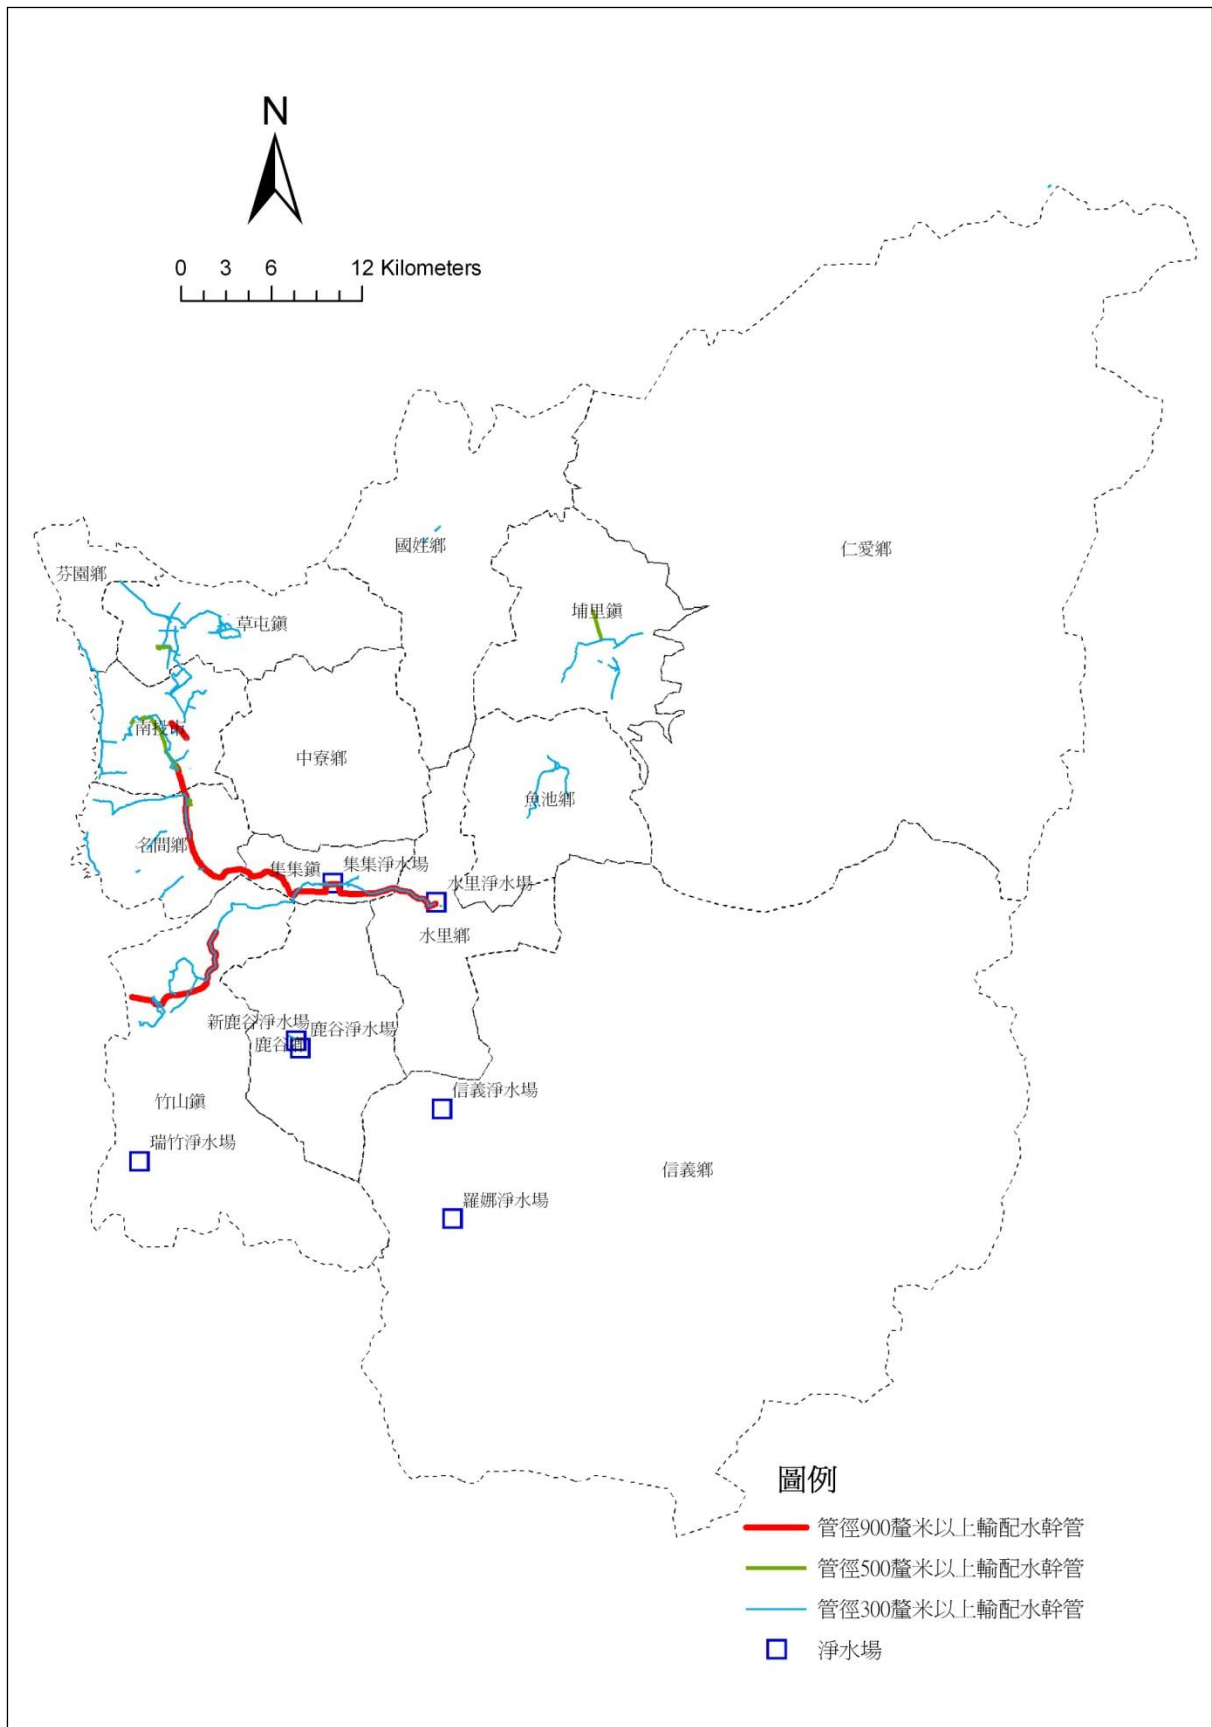 N
0 3 6 12 Kilometers
仁愛鄉
國姓鄉
芬園鄉
埔里鎮
草屯鎮
南投市
中寮鄉
魚池鄉
名間鄉
集集鎮
集集淨水場
水里淨水場
水里鄉
新鹿谷淨水場
鹿谷淨水場
鹿谷鄉
信義淨水場
竹山鎮
瑞竹淨水場
信義鄉
羅娜淨水場
圖例
管徑900釐米以上輸配水幹管
管徑500釐米以上輸配水幹管
管徑300釐米以上輸配水幹管
淨水場